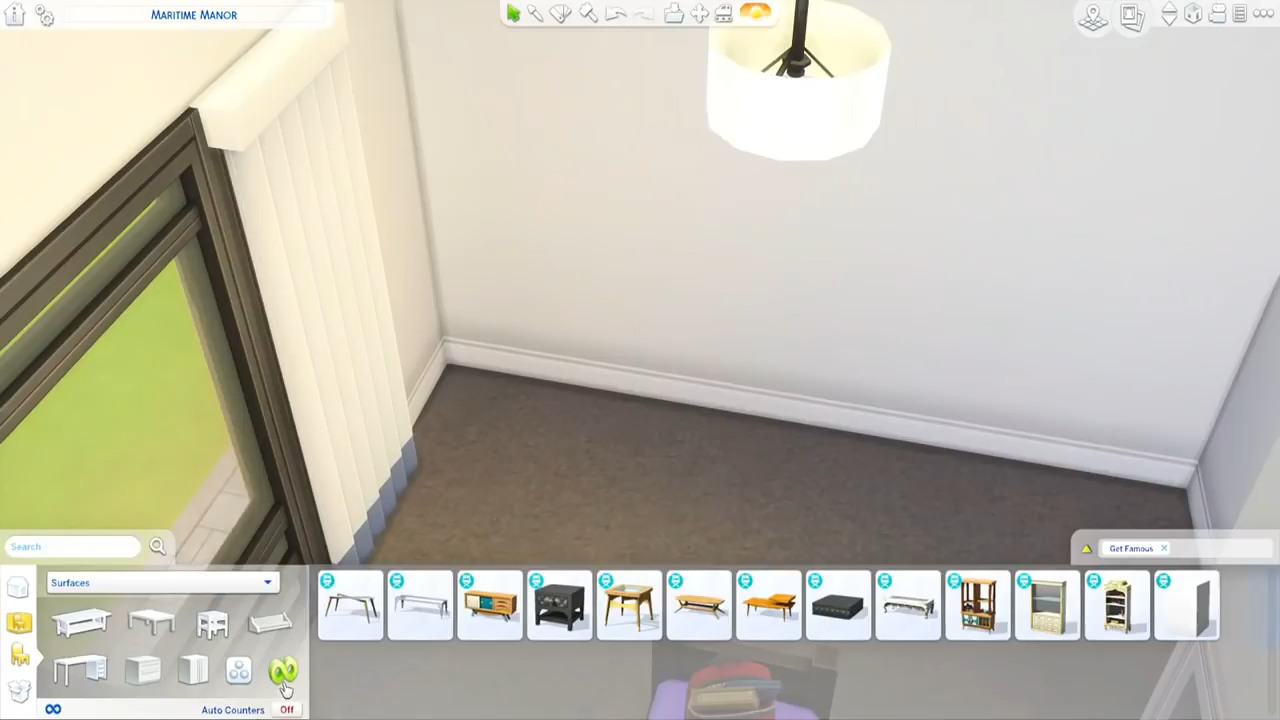 Maritime Manor
Search
Get Famous
Surfaces
Auto Counters Off